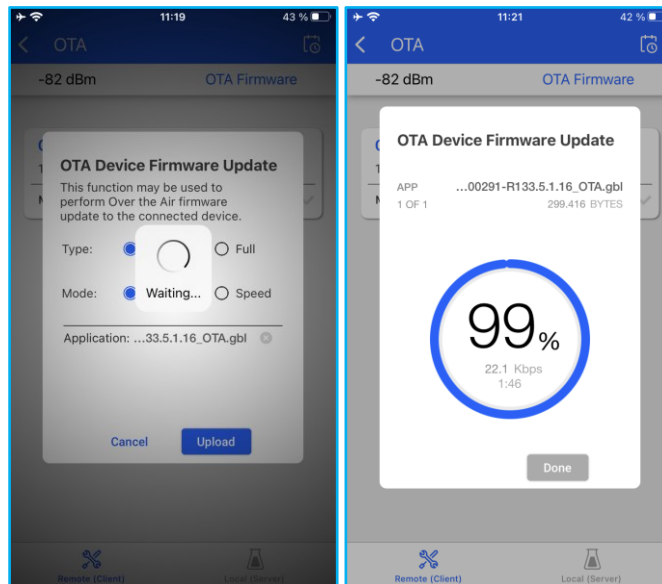 11:19
43 %
OTA
-82 dBm
OTA Firmware
OTA Device Firmware Update
This function may be used to
perform Over the Air firmware
update to the connected device.
Type:
Full
Mode:
Waiting...
Speed
Application: ...33.5.1.16_OTA.gbl
Cancel
Upload
Remote (Client)
Local (Server)
11:21
42 %
OTA
-82 dBm
OTA Firmware
OTA Device Firmware Update
APP
...00291-R133.5.1.16_OTA.gbl
1 OF 1
299.416 BYTES
99%
22.1 Kbps
1:46
Done
Remote (Client)
Local (Server)